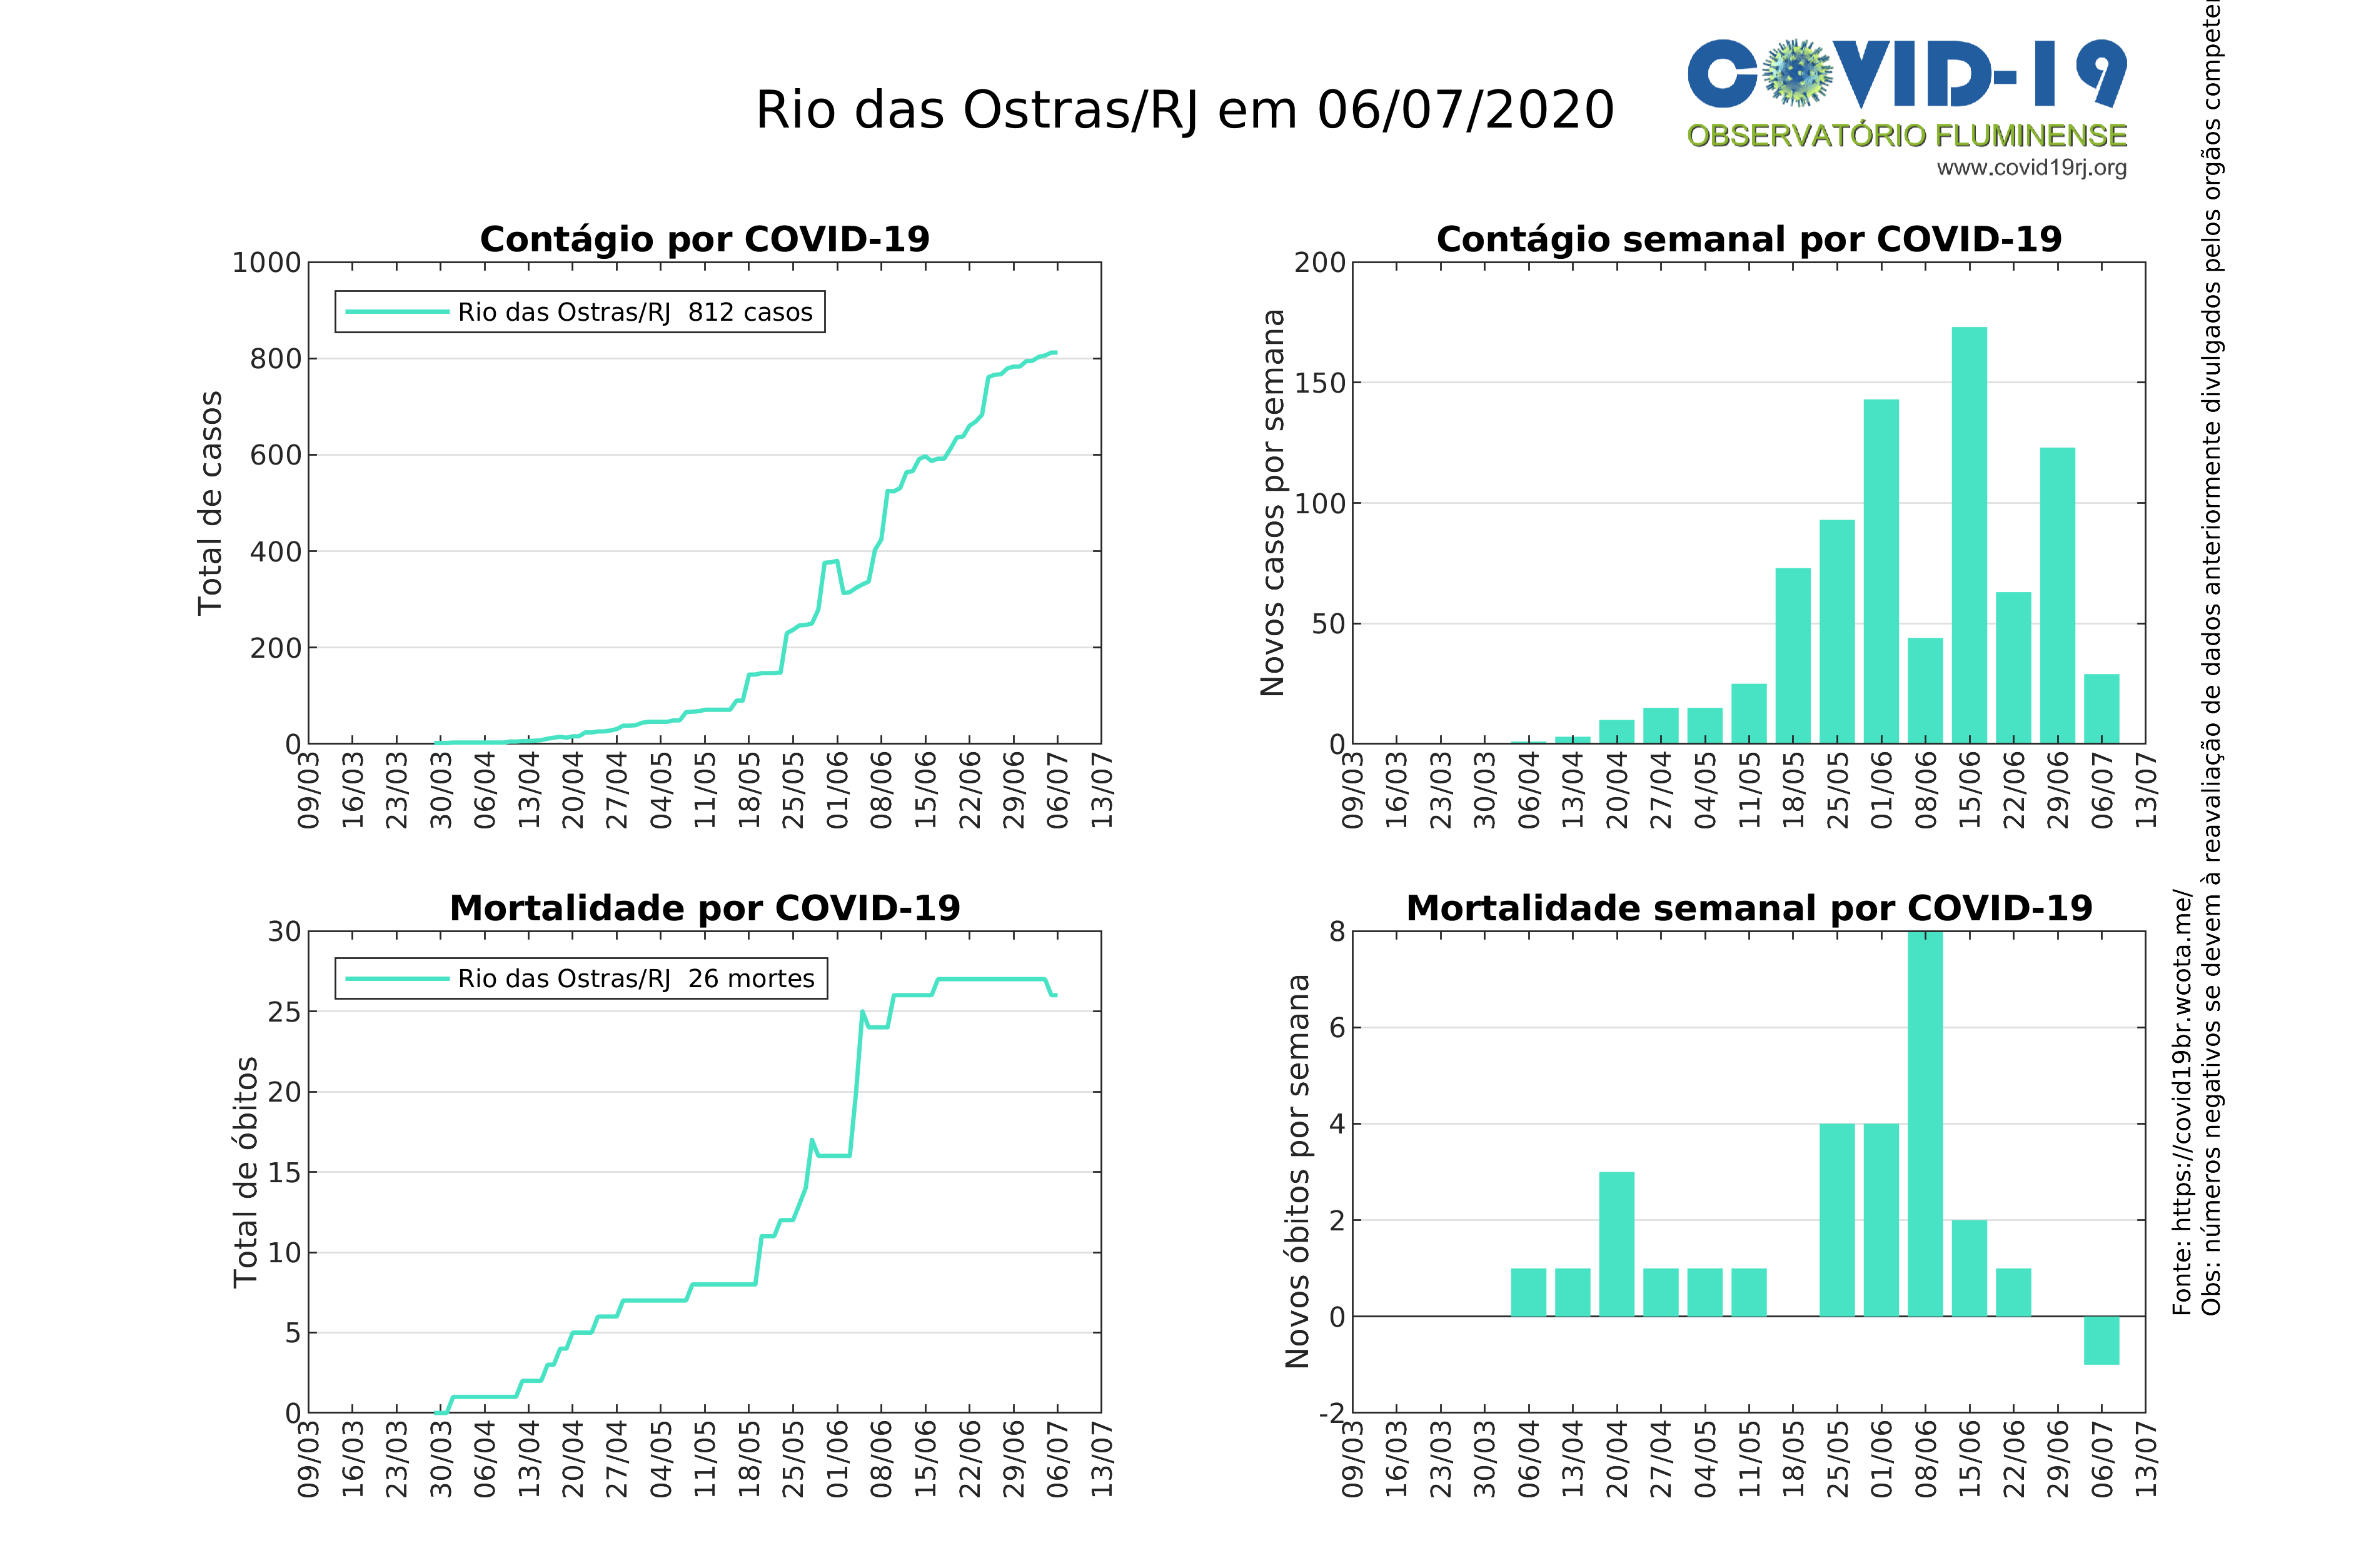 Rio das Ostras/RJ em 06/07/2020
COVID-19
OBSERVATÓRIO FLUMINENSE
www.covid19rj.org
Contágio por COVID-19
Total de casos
1000
800
600
400
200
0
Rio das Ostras/RJ 812 casos
09/03 16/03 23/03 30/03 06/04 13/04 20/04 27/04 04/05 11/05 18/05 25/05 01/06 08/06 15/06 22/06 29/06 06/07 13/07
Contágio semanal por COVID-19
Novos casos por semana
200
150
100
50
0
09/03 16/03 23/03 30/03 06/04 13/04 20/04 27/04 04/05 11/05 18/05 25/05 01/06 08/06 15/06 22/06 29/06 06/07 13/07
Mortalidade por COVID-19
Total de óbitos
30
25
20
15
10
5
0
Rio das Ostras/RJ 26 mortes
09/03 16/03 23/03 30/03 06/04 13/04 20/04 27/04 04/05 11/05 18/05 25/05 01/06 08/06 15/06 22/06 29/06 06/07 13/07
Mortalidade semanal por COVID-19
Novos óbitos por semana
8
6
4
2
0
-2
09/03 16/03 23/03 30/03 06/04 13/04 20/04 27/04 04/05 11/05 18/05 25/05 01/06 08/06 15/06 22/06 29/06 06/07 13/07
Fonte: https://covid19br.wcota.me/
Obs: números negativos se devem à reavaliação de dados anteriormente divulgados pelos orgãos